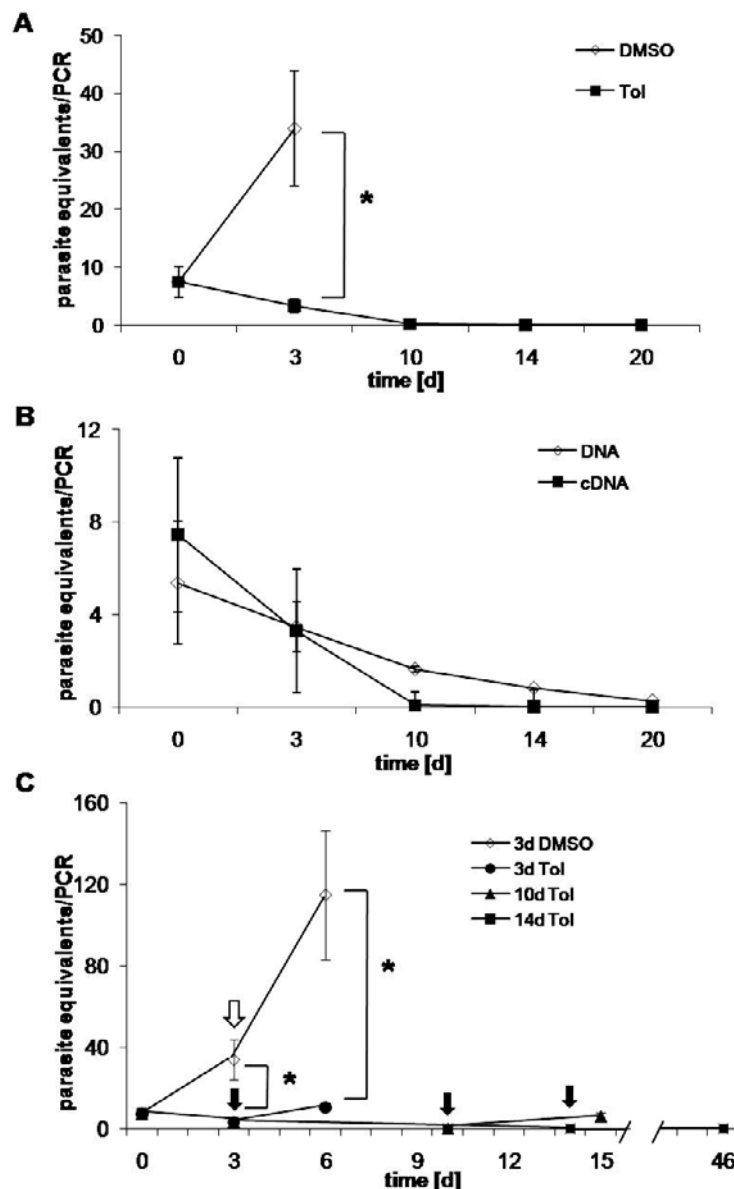 A
parasite equivalents/PCR
50
40
30
20
10
0
DMSO
Tol
*
0 3 10 14 20
time [d]
B
parasite equivalents/PCR
12
8
4
0
DNA
cDNA
0 3 10 14 20
time [d]
C
parasite equivalents/PCR
160
120
80
40
0
3d DMSO
3d Tol
10d Tol
14d Tol
*
*
0 3 6 9 12 15 46
time [d]